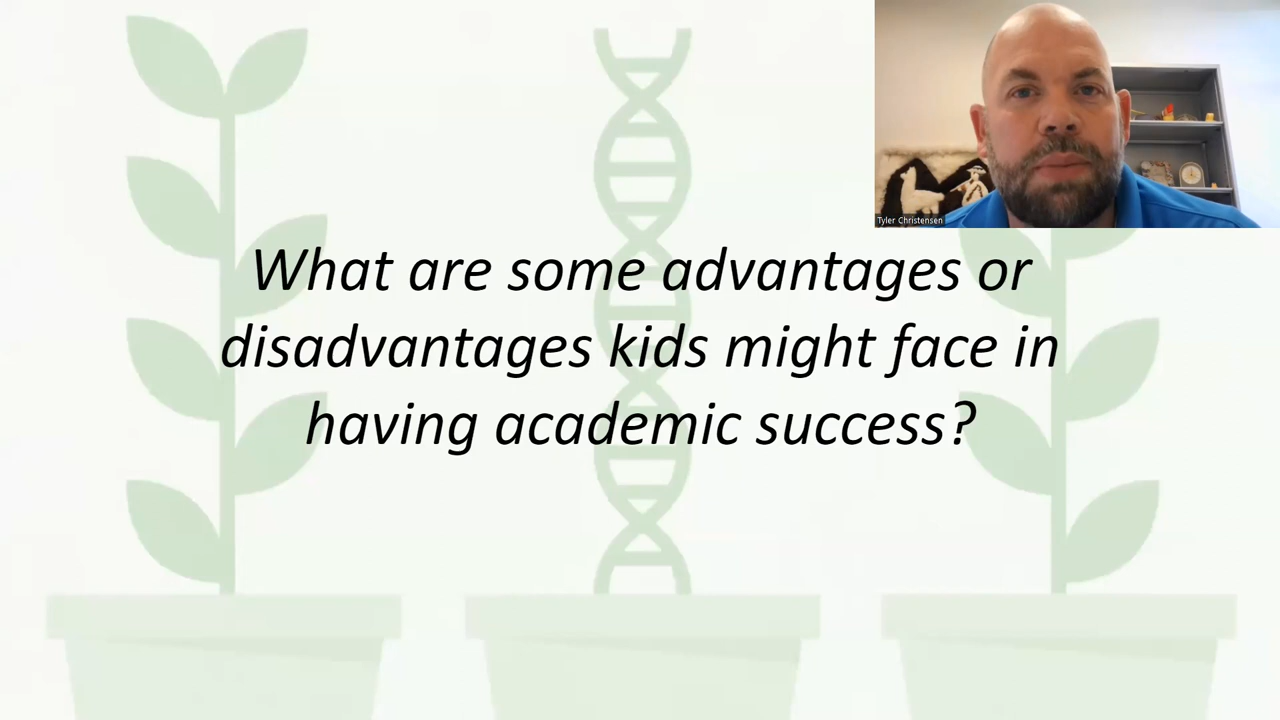 Tyler Christensen
What are some advantages or
disadvantages kids might face in
having academic success?